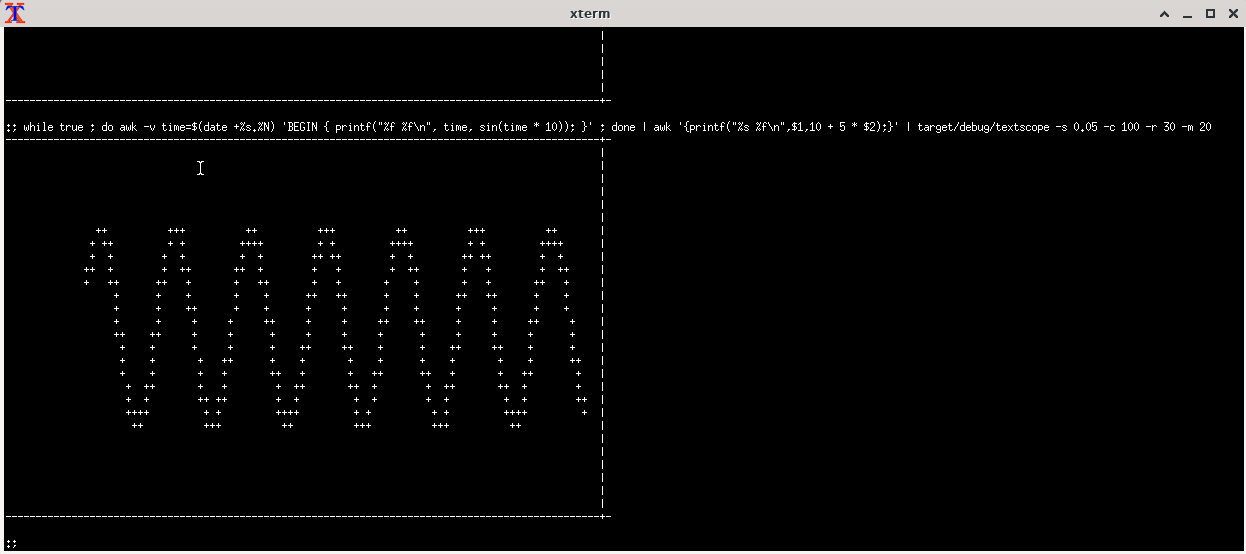 xterm
:; while true ; do awk -v time=$(date +%s.%N) 'BEGIN { printf("%f %f\n", time, sin(time * 10)); }' ; done | awk '{printf("%s %f\n",$1,10 + 5 * $2);}' | target/debug/textscope -s 0.05 -c 100 -r 30 -m 20
:;